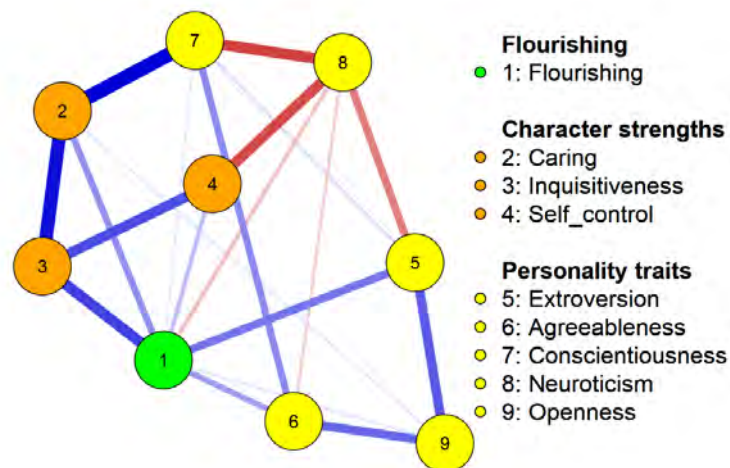 7
8
2
4
3
5
1
6
9
Flourishing
1: Flourishing
Character strengths
2: Caring
3: Inquisitiveness
4: Self_control
Personality traits
5: Extroversion
6: Agreeableness
7: Conscientiousness
8: Neuroticism
9: Openness